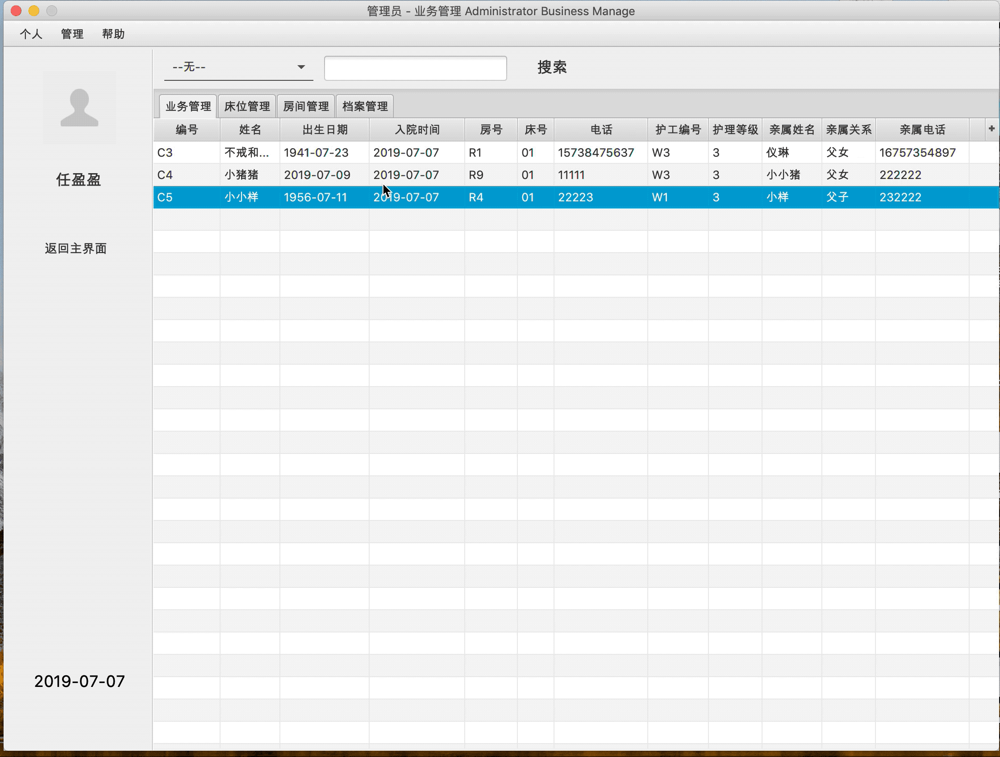 管理员 - 业务管理 Administrator Business Manage
个人 管理 帮助
--无-- 搜索
任盈盈
返回主界面
2019-07-07
业务管理 床位管理 房间管理 档案管理
编号 姓名 出生日期 入院时间 房号 床号 电话 护工编号 护理等级 亲属姓名 亲属关系 亲属电话 +
C3 不戒和... 1941-07-23 2019-07-07 R1 01 15738475637 W3 3 仪琳 父女 16757354897
C4 小猪猪 2019-07-09 2019-07-07 R9 01 11111 W3 3 小小猪 父女 222222
C5 小小样 1956-07-11 2019-07-07 R4 01 22223 W1 3 小样 父子 232222